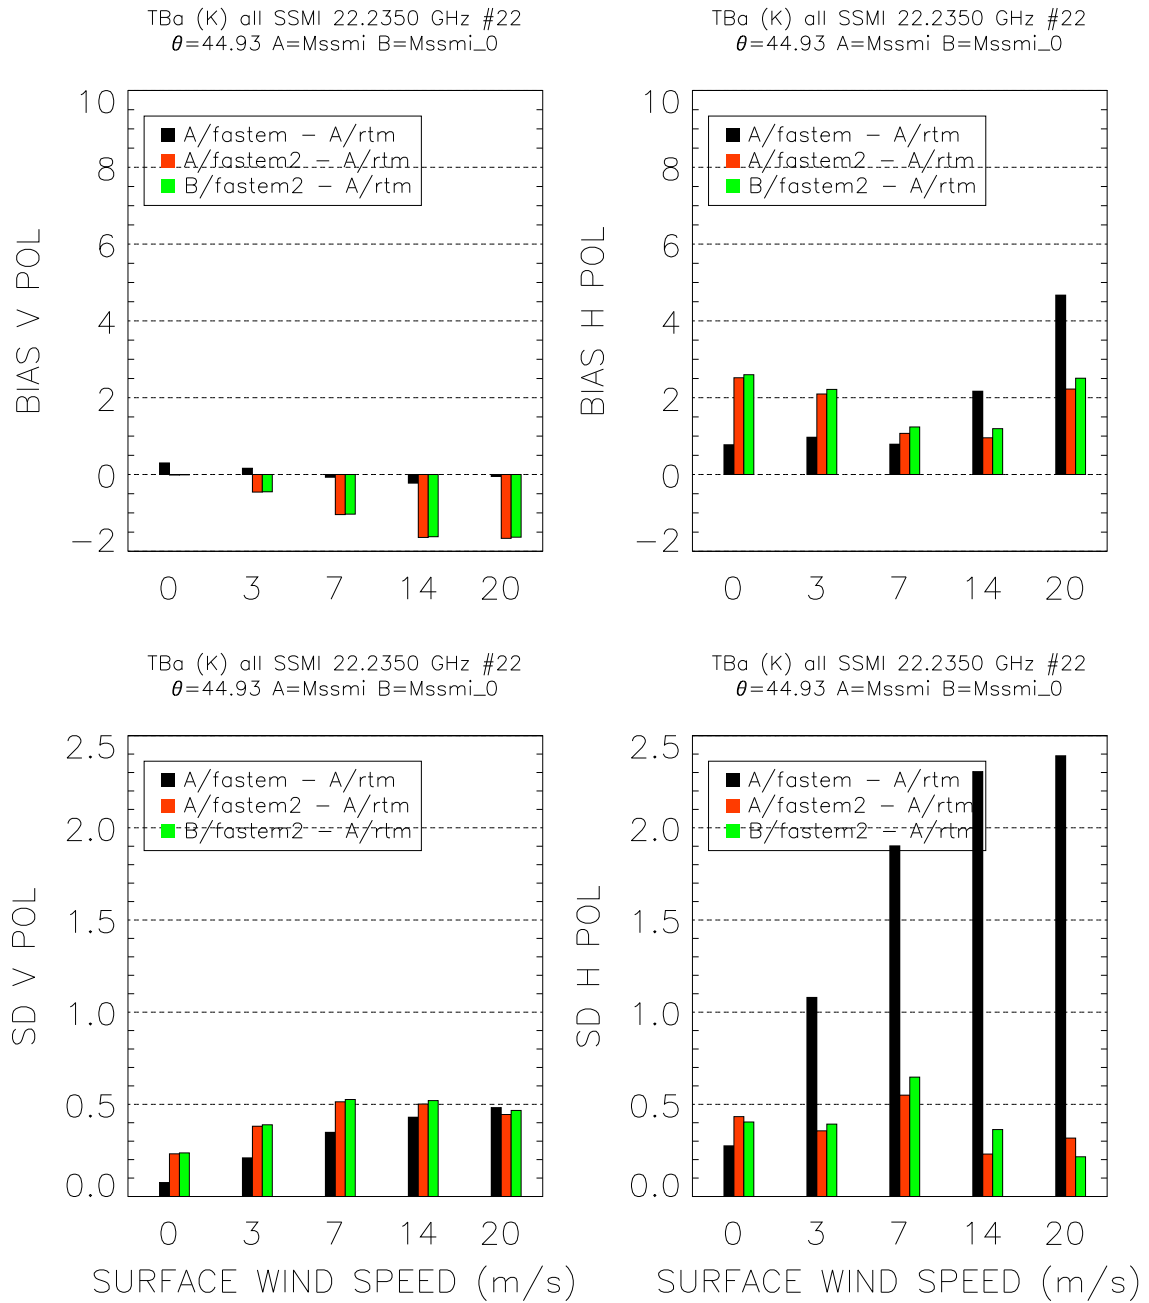 TBa (K) all SSMI 22.2350 GHz #22
θ=44.93 A=Mssmi B=Mssmi_0
BIAS V POL
10
8
6
4
2
0
−2
A/fastem − A/rtm
A/fastem2 − A/rtm
B/fastem2 − A/rtm
0 3 7 14 20
TBa (K) all SSMI 22.2350 GHz #22
θ=44.93 A=Mssmi B=Mssmi_0
BIAS H POL
10
8
6
4
2
0
−2
A/fastem − A/rtm
A/fastem2 − A/rtm
B/fastem2 − A/rtm
0 3 7 14 20
TBa (K) all SSMI 22.2350 GHz #22
θ=44.93 A=Mssmi B=Mssmi_0
SD V POL
2.5
2.0
1.5
1.0
0.5
0.0
A/fastem − A/rtm
A/fastem2 − A/rtm
B/fastem2 − A/rtm
0 3 7 14 20
SURFACE WIND SPEED (m/s)
TBa (K) all SSMI 22.2350 GHz #22
θ=44.93 A=Mssmi B=Mssmi_0
SD H POL
2.5
2.0
1.5
1.0
0.5
0.0
A/fastem − A/rtm
A/fastem2 − A/rtm
B/fastem2 − A/rtm
0 3 7 14 20
SURFACE WIND SPEED (m/s)